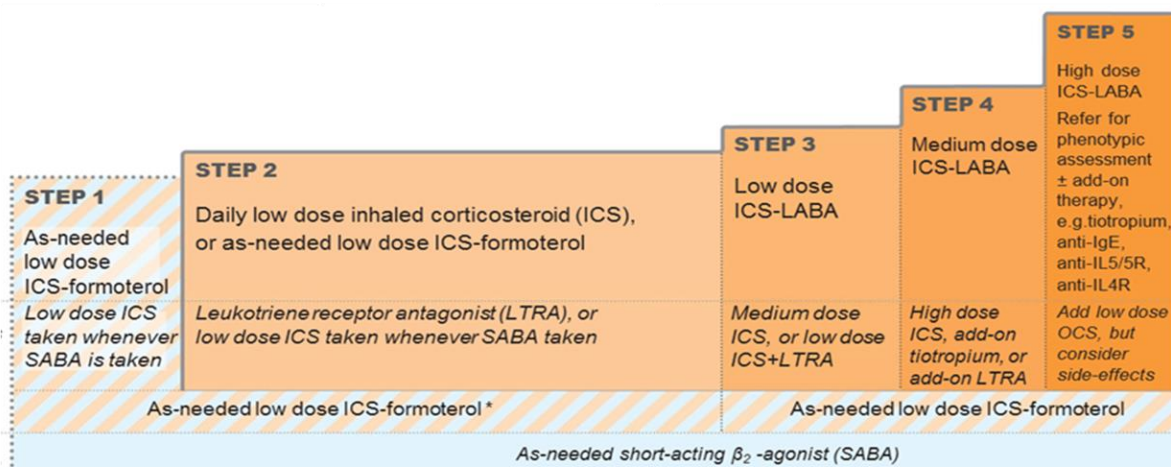 STEP 1
As-needed
low dose
ICS-formoterol
Low dose ICS
taken whenever
SABA is taken
STEP 2
Daily low dose inhaled corticosteroid (ICS),
or as-needed low dose ICS-formoterol
Leukotriene receptor antagonist (LTRA), or
low dose ICS taken whenever SABA taken
STEP 3
Low dose
ICS-LABA
Medium dose
ICS, or low dose
ICS+LTRA
STEP 4
Medium dose
ICS-LABA
High dose
ICS, add-on
tiotropium, or
add-on LTRA
STEP 5
High dose
ICS-LABA
Refer for
phenotypic
assessment
± add-on
therapy,
e.g.tiotropium,
anti-IgE,
anti-IL5/5R,
anti-IL4R
Add low dose
OCS, but
consider
side-effects
As-needed low dose ICS-formoterol *
As-needed low dose ICS-formoterol
As-needed short-acting β₂ -agonist (SABA)